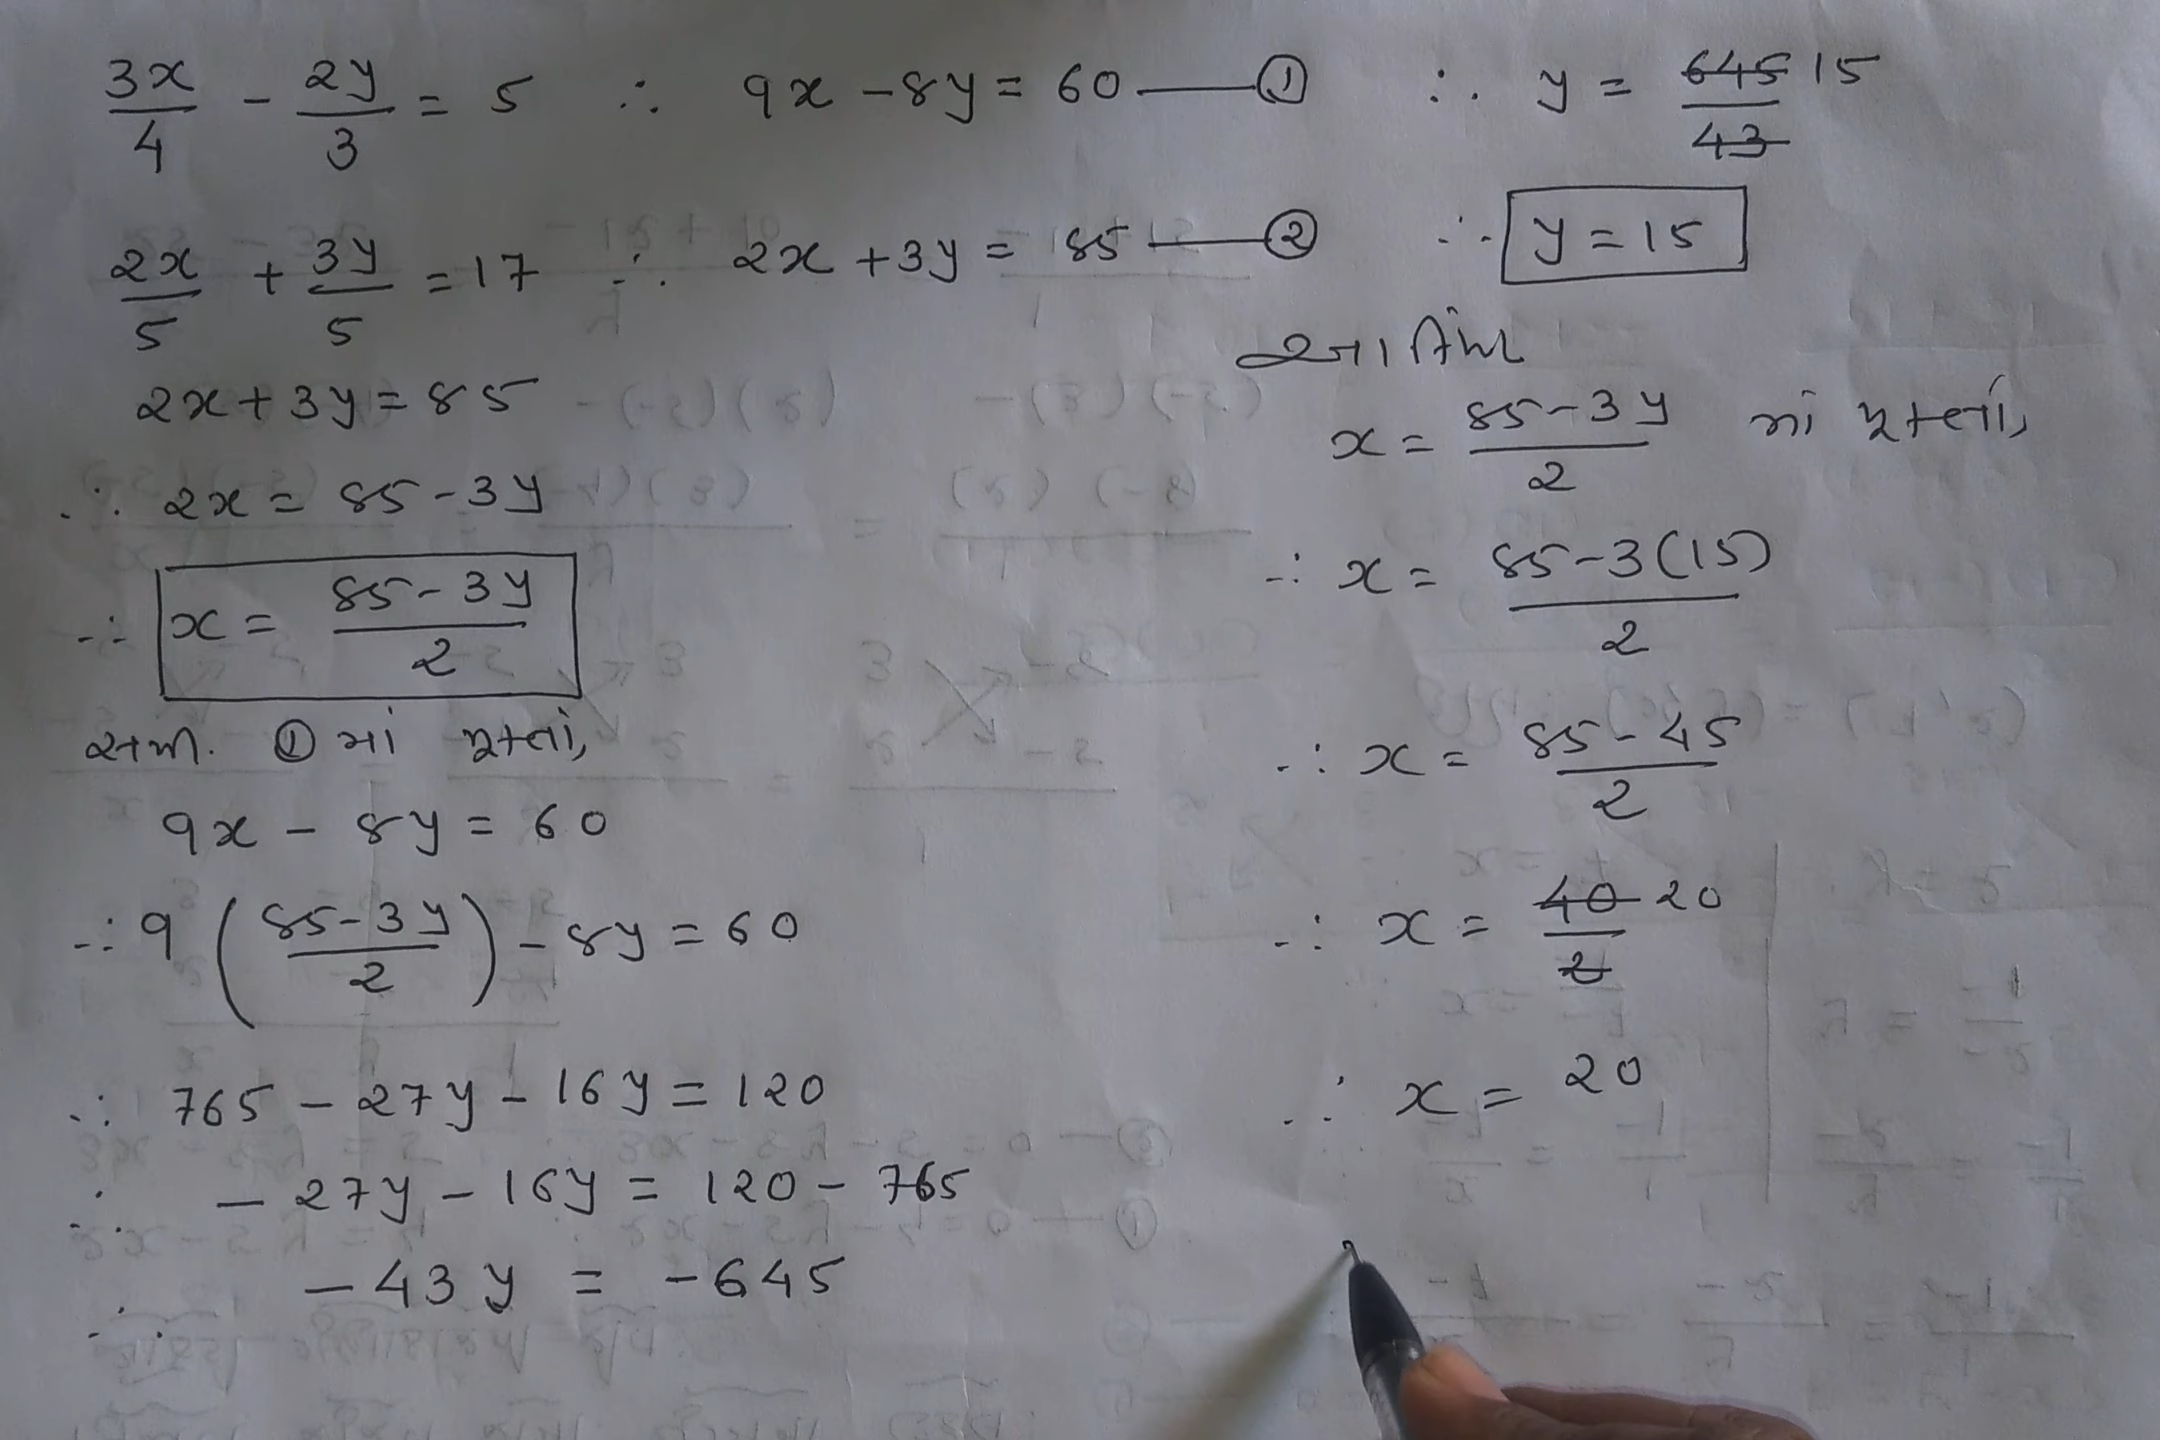 3x/4 - 2y/3 = 5 ∴ 9x - 8y = 60 —— ①
2x/5 + 3y/5 = 17 ∴ 2x + 3y = 85 —— ②
2x + 3y = 85
∴ 2x = 85 - 3y
∴ x = (85 - 3y)/2
સમી. ① માં મૂકતાં,
9x - 8y = 60
∴ 9 ((85 - 3y)/2) - 8y = 60
∴ 765 - 27y - 16y = 120
∴ - 27y - 16y = 120 - 765
∴ - 43y = - 645
∴ y = 645/43 15
∴ y = 15
x = (85 - 3y)/2 માં મૂકતાં,
∴ x = (85 - 3(15))/2
∴ x = (85 - 45)/2
∴ x = 40/2 20
∴ x = 20